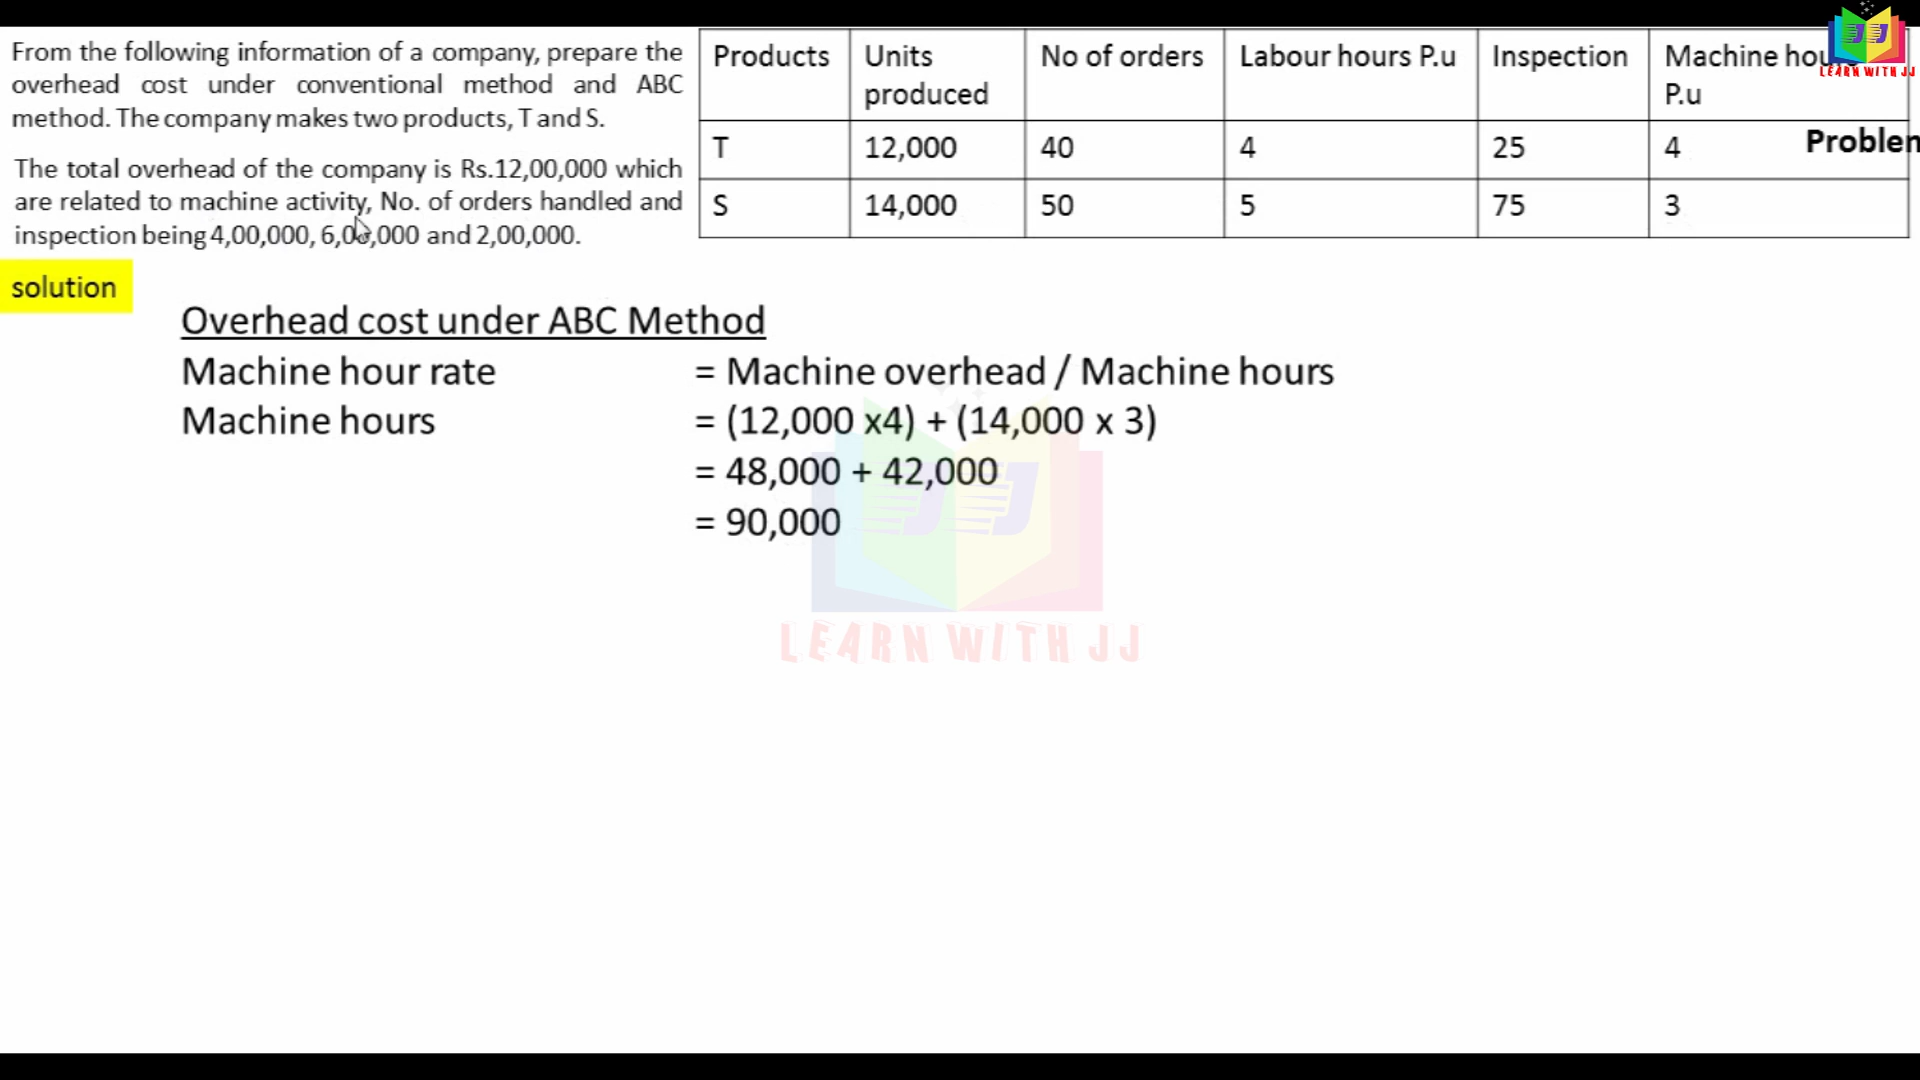 From the following information of a company, prepare the
overhead cost under conventional method and ABC
method. The company makes two products, T and S.
The total overhead of the company is Rs.12,00,000 which
are related to machine activity, No. of orders handled and
inspection being 4,00,000, 6,00,000 and 2,00,000.
Products Units produced No of orders Labour hours P.u Inspection Machine P.u
T 12,000 40 4 25 4
S 14,000 50 5 75 3
LEARN WITH JJ
solution
Overhead cost under ABC Method
Machine hour rate = Machine overhead / Machine hours
Machine hours = (12,000 x4) + (14,000 x 3)
= 48,000 + 42,000
= 90,000
LEARN WITH JJ